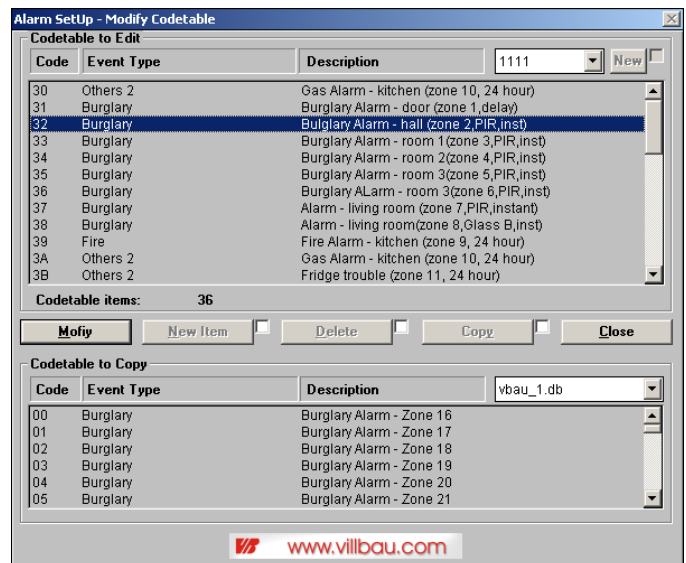 Alarm SetUp - Modify Codetable
Codetable to Edit
Code Event Type Description 1111 New
30 Others 2 Gas Alarm - kitchen (zone 10, 24 hour)
31 Burglary Burglary Alarm - door (zone 1,delay)
32 Burglary Bulglary Alarm - hall (zone 2,PIR,inst)
33 Burglary Burglary Alarm - room 1(zone 3,PIR,inst)
34 Burglary Burglary Alarm - room 2(zone 4,PIR,inst)
35 Burglary Burglary Alarm - room 3(zone 5,PIR,inst)
36 Burglary Burglary ALarm - room 3(zone 6,PIR,inst)
37 Burglary Alarm - living room (zone 7,PIR,instant)
38 Burglary Alarm - living room(zone 8,Glass B,inst)
39 Fire Fire Alarm - kitchen (zone 9, 24 hour)
3A Others 2 Gas Alarm - kitchen (zone 10, 24 hour)
3B Others 2 Fridge trouble (zone 11, 24 hour)
Codetable items: 36
Mofiy New Item Delete Copy Close
Codetable to Copy
Code Event Type Description vbau_1.db
00 Burglary Burglary Alarm - Zone 16
01 Burglary Burglary Alarm - Zone 17
02 Burglary Burglary Alarm - Zone 18
03 Burglary Burglary Alarm - Zone 19
04 Burglary Burglary Alarm - Zone 20
05 Burglary Burglary Alarm - Zone 21
VB www.villbau.com